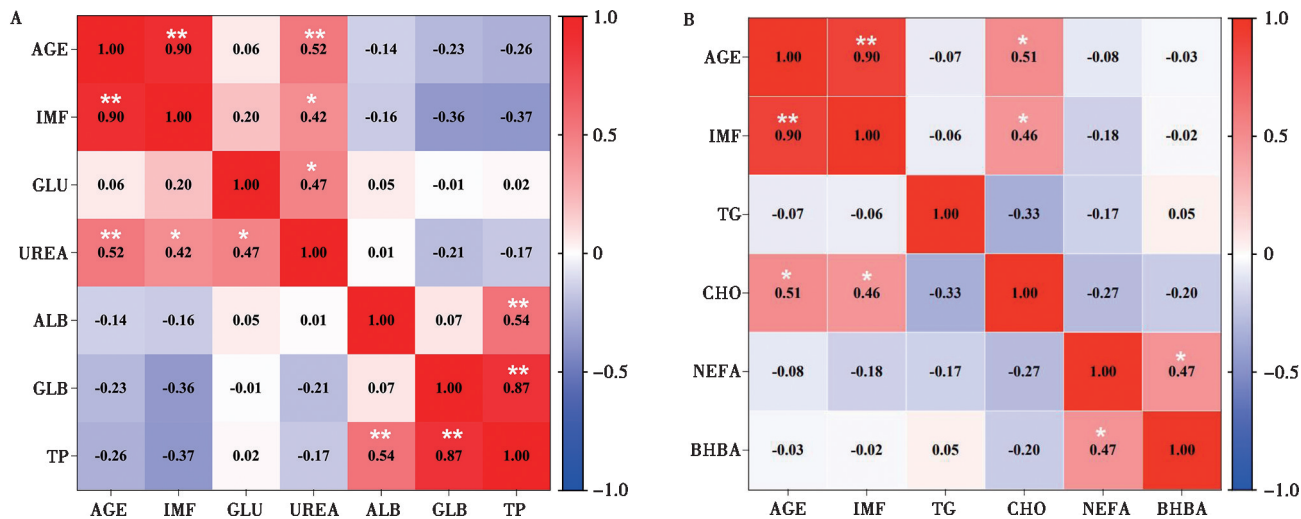 A
AGE 1.00 ** 0.90 0.06 ** 0.52 -0.14 -0.23 -0.26
IMF ** 0.90 1.00 0.20 * 0.42 -0.16 -0.36 -0.37
GLU 0.06 0.20 1.00 * 0.47 0.05 -0.01 0.02
UREA ** 0.52 * 0.42 * 0.47 1.00 0.01 -0.21 -0.17
ALB -0.14 -0.16 0.05 0.01 1.00 0.07 ** 0.54
GLB -0.23 -0.36 -0.01 -0.21 0.07 1.00 ** 0.87
TP -0.26 -0.37 0.02 -0.17 ** 0.54 ** 0.87 1.00
AGE IMF GLU UREA ALB GLB TP
1.0
0.5
0
−0.5
−1.0
B
AGE 1.00 ** 0.90 -0.07 * 0.51 -0.08 -0.03
IMF ** 0.90 1.00 -0.06 * 0.46 -0.18 -0.02
TG -0.07 -0.06 1.00 -0.33 -0.17 0.05
CHO * 0.51 * 0.46 -0.33 1.00 -0.27 -0.20
NEFA -0.08 -0.18 -0.17 -0.27 1.00 * 0.47
BHBA -0.03 -0.02 0.05 -0.20 * 0.47 1.00
AGE IMF TG CHO NEFA BHBA
1.0
0.5
0
−0.5
−1.0